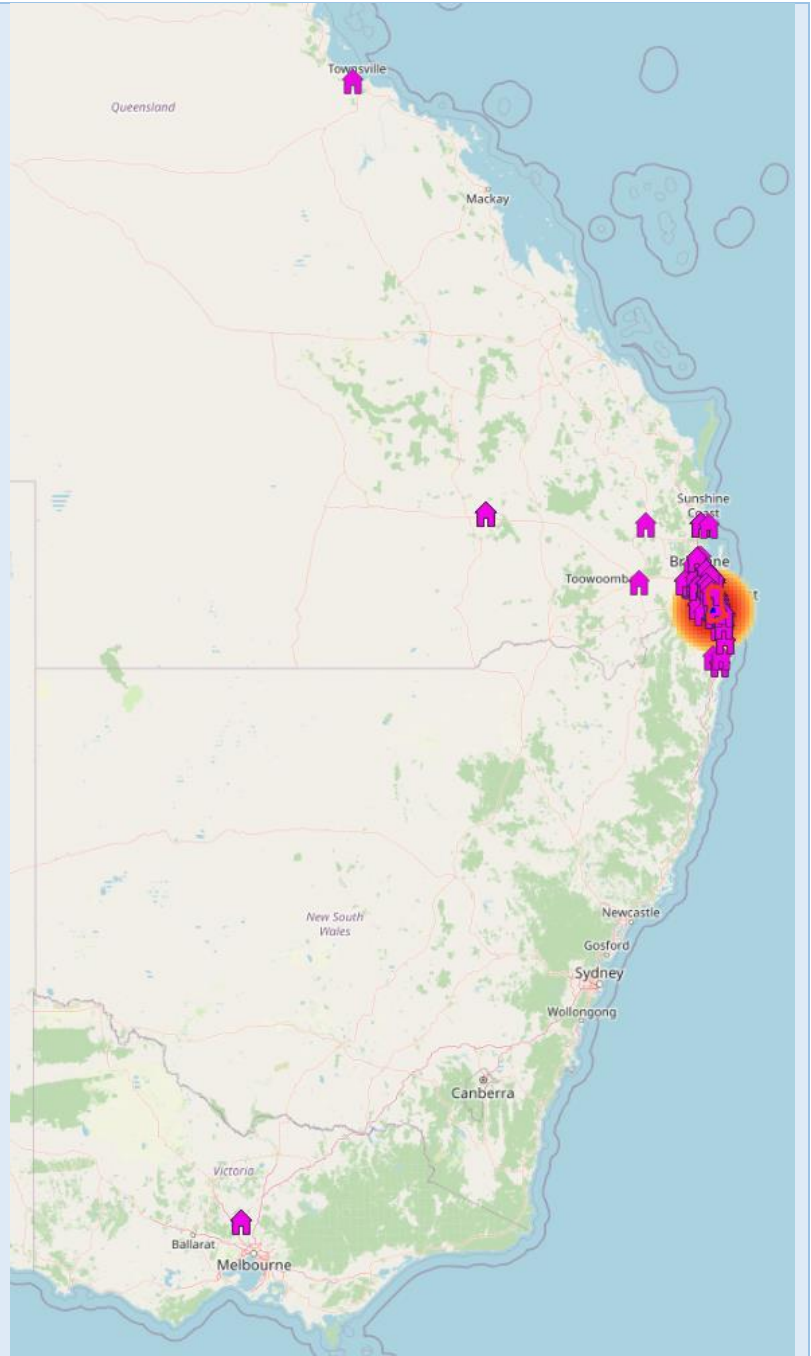 Townsville
Queensland
Mackay
Sunshine
Coast
Toowoomb
New South
Wales
Newcastle
Gosford
Sydney
Wollongong
Canberra
Victoria
Ballarat
Melbourne